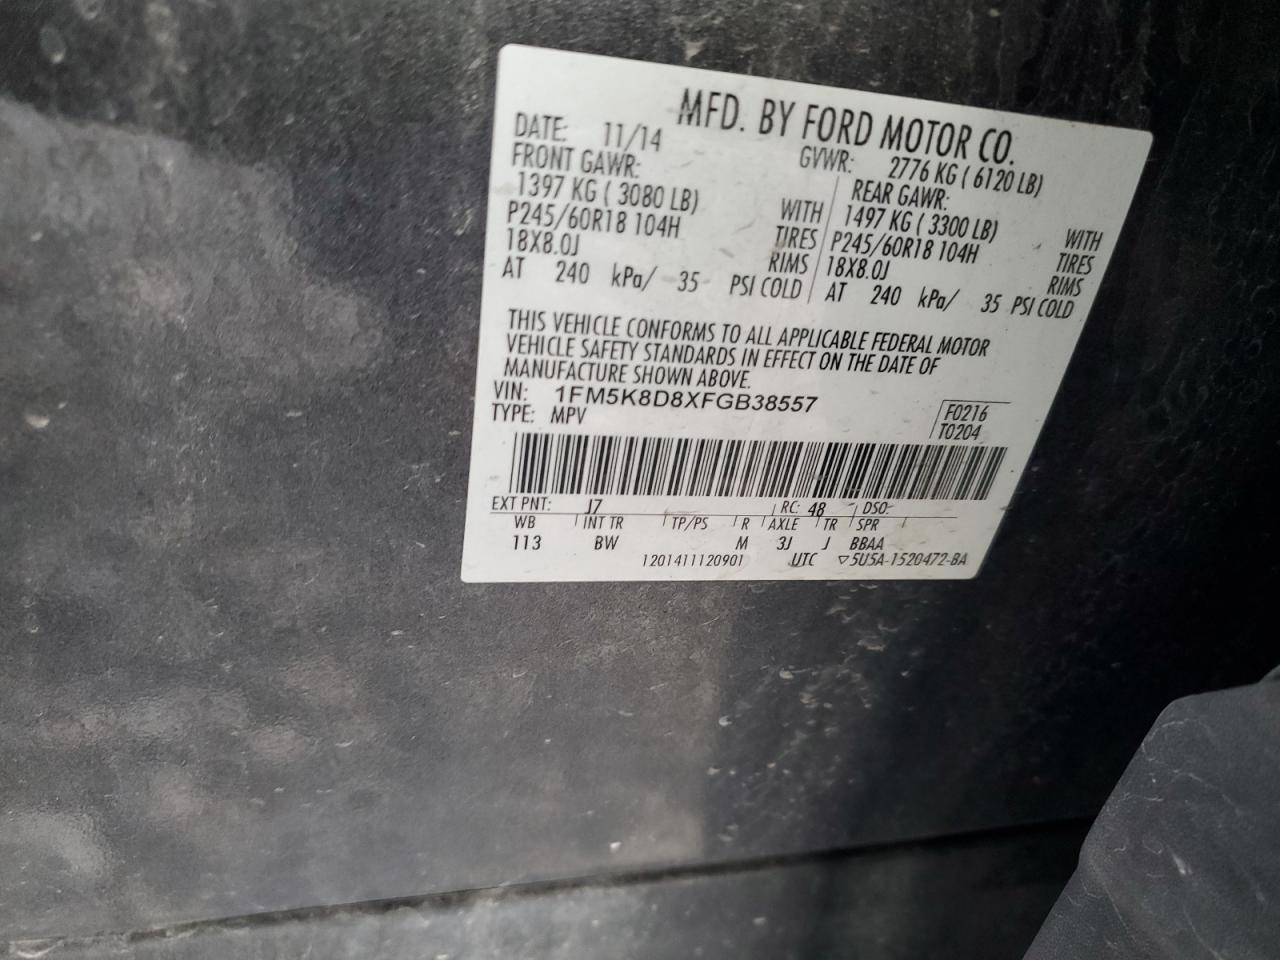 MFD. BY FORD MOTOR CO.
DATE: 11/14 GVWR: 2776 KG ( 6120 LB)
FRONT GAWR: REAR GAWR:
1397 KG ( 3080 LB) WITH 1497 KG ( 3300 LB) WITH
P245/60R18 104H TIRES P245/60R18 104H TIRES
18X8.0J RIMS 18X8.0J RIMS
AT 240 kPa/ 35 PSI COLD AT 240 kPa/ 35 PSI COLD
THIS VEHICLE CONFORMS TO ALL APPLICABLE FEDERAL MOTOR
VEHICLE SAFETY STANDARDS IN EFFECT ON THE DATE OF
MANUFACTURE SHOWN ABOVE.
VIN: 1FM5K8D8XFGB38557 F0216
TYPE: MPV T0204
EXT PNT: J7 RC: 48 DSO:
WB INT TR TP/PS R AXLE TR SPR
113 BW M 3J J BBAA
1201411120901 UTC ▽5U5A-1520472-BA